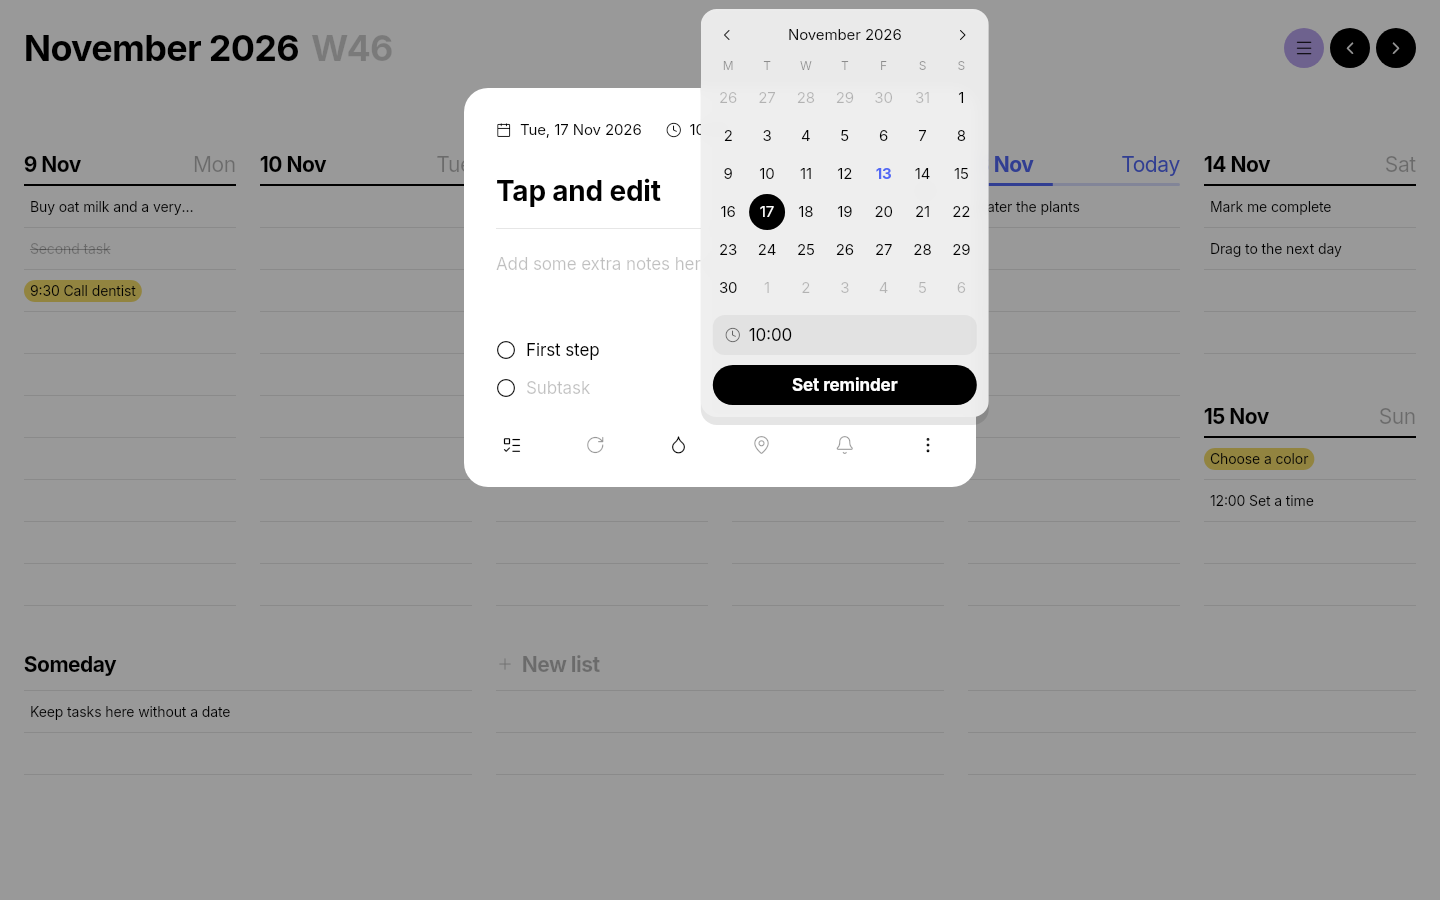 November 2026 W46
November 2026
M T W T F S S
26 27 28 29 30 31 1
2 3 4 5 6 7 8
9 10 11 12 13 14 15
16 17 18 19 20 21 22
23 24 25 26 27 28 29
30 1 2 3 4 5 6
10:00
Set reminder
Tue, 17 Nov 2026
Tap and edit
Add some extra notes
First step
Subtask
9 Nov Mon
Buy oat milk and a very...
Second task
9:30 Call dentist
10 Nov
Nov Today
the plants
14 Nov Sat
Mark me complete
Drag to the next day
15 Nov Sun
Choose a color
12:00 Set a time
Someday
Keep tasks here without a date
+ New list